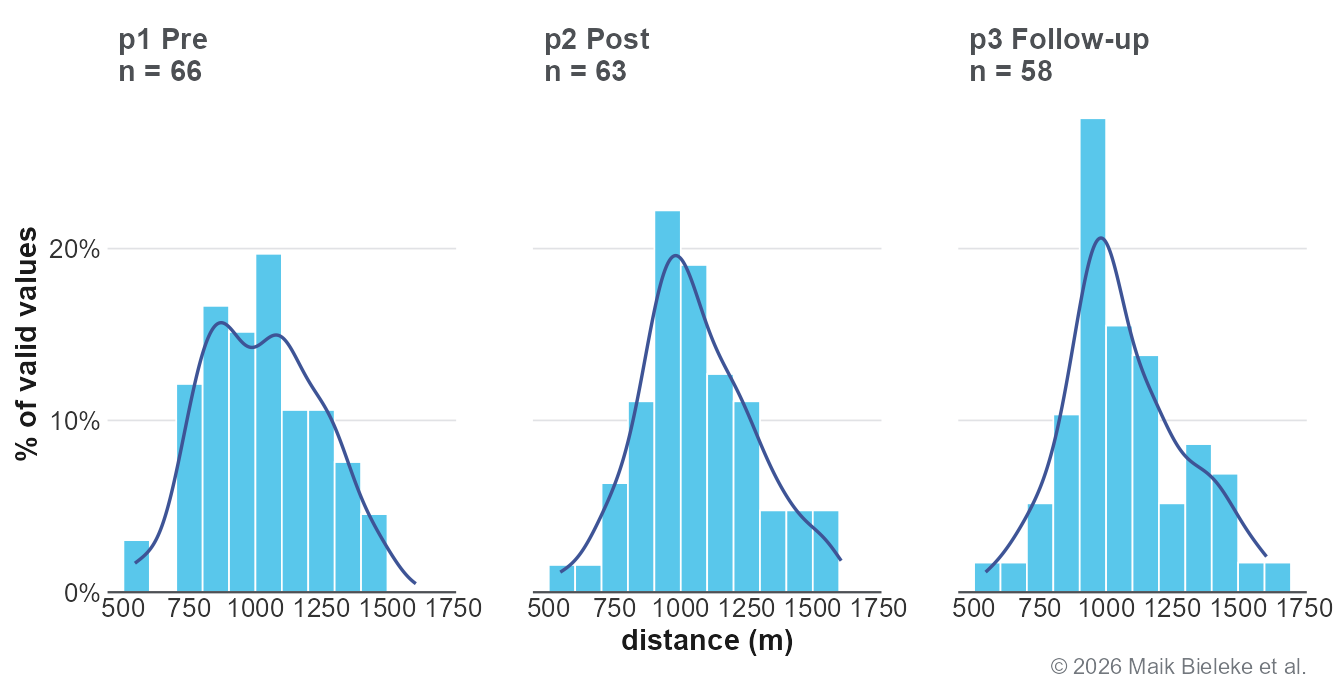 p1 Pre
n = 66
p2 Post
n = 63
p3 Follow-up
n = 58
% of valid values
20%
10%
0%
500 750 1000 1250 1500 1750
500 750 1000 1250 1500 1750
500 750 1000 1250 1500 1750
distance (m)
© 2026 Maik Bieleke et al.